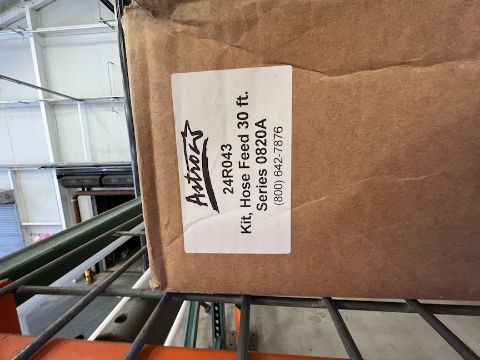 Astro
24R043
Kit, Hose Feed 30 ft.
Series 0820A
(800) 642-7876